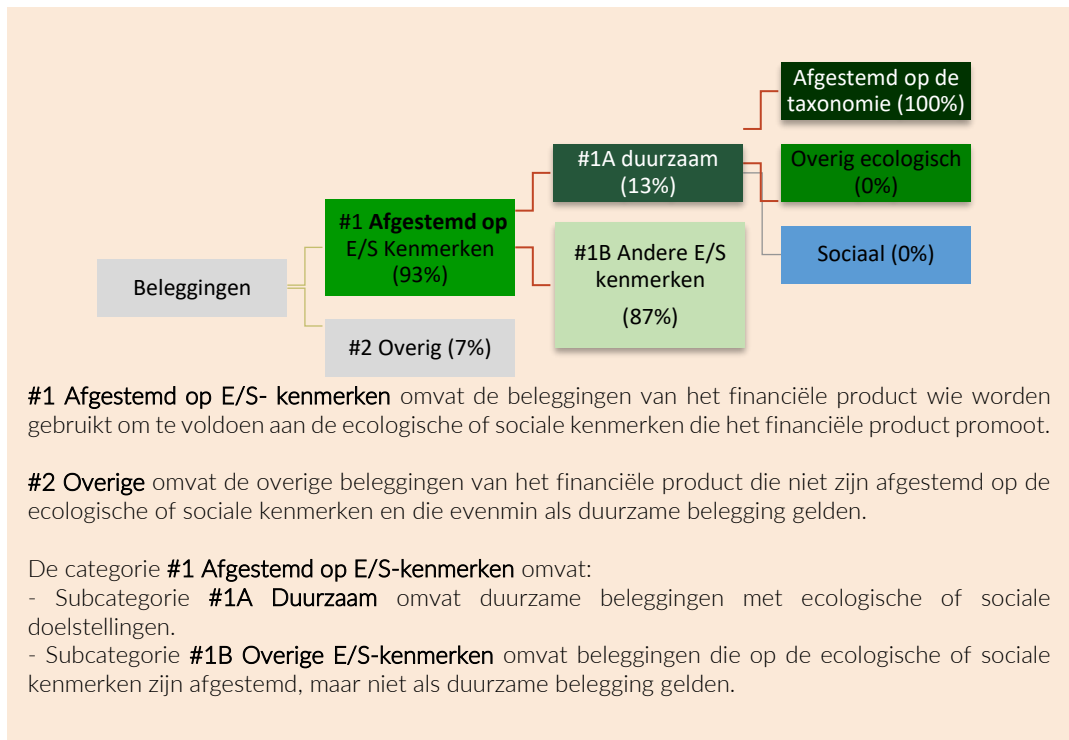 Afgestemd op de
taxonomie (100%)
#1A duurzaam
(13%)
Overig ecologisch
(0%)
#1 Afgestemd op
E/S Kenmerken
(93%)
#1B Andere E/S
kenmerken
(87%)
Sociaal (0%)
Beleggingen
#2 Overig (7%)
#1 Afgestemd op E/S- kenmerken omvat de beleggingen van het financiële product wie worden
gebruikt om te voldoen aan de ecologische of sociale kenmerken die het financiële product promoot.
#2 Overige omvat de overige beleggingen van het financiële product die niet zijn afgestemd op de
ecologische of sociale kenmerken en die evenmin als duurzame belegging gelden.
De categorie #1 Afgestemd op E/S-kenmerken omvat:
- Subcategorie #1A Duurzaam omvat duurzame beleggingen met ecologische of sociale
doelstellingen.
- Subcategorie #1B Overige E/S-kenmerken omvat beleggingen die op de ecologische of sociale
kenmerken zijn afgestemd, maar niet als duurzame belegging gelden.